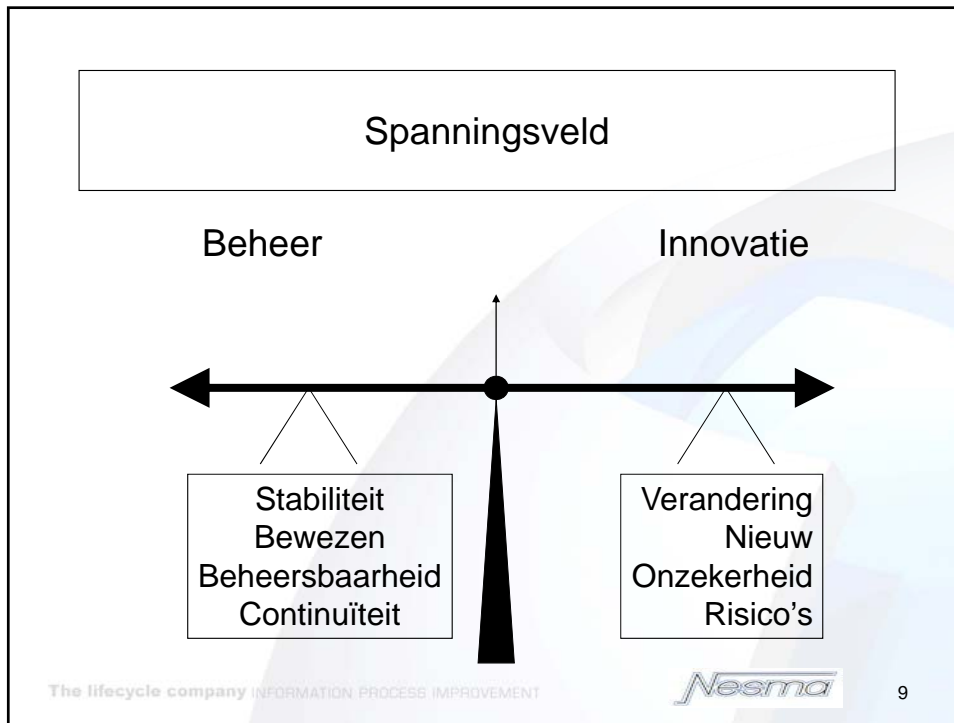 Spanningsveld
Beheer
Innovatie
Stabiliteit
Bewezen
Beheersbaarheid
Continuïteit
Verandering
Nieuw
Onzekerheid
Risico's
The lifecycle company INFORMATION PROCESS IMPROVEMENT
Nesma
9